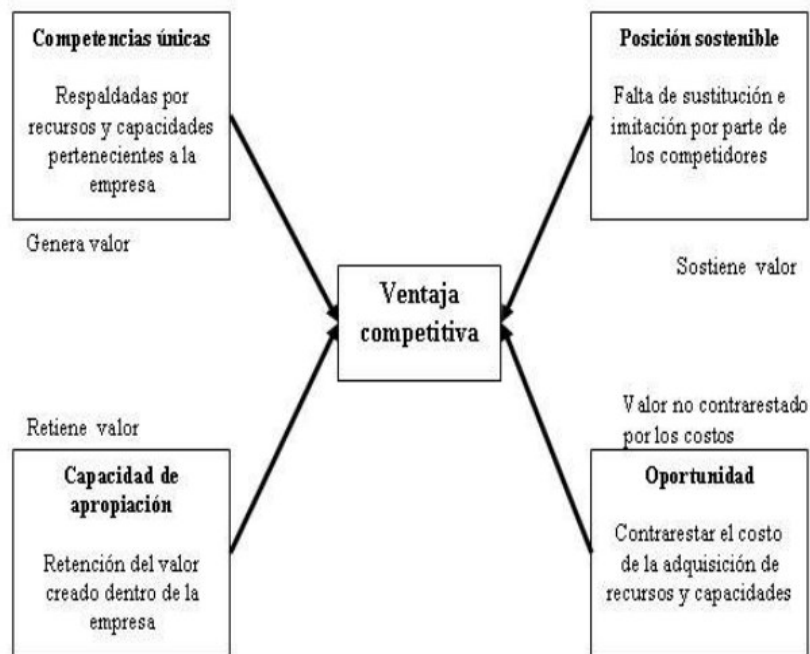 Competencias únicas
Respaldadas por
recursos y capacidades
pertenecientes a la
empresa
Genera valor
Posición sostenible
Falta de sustitución e
imitación por parte de
los competidores
Sostiene valor
Ventaja
competitiva
Retiene valor
Capacidad de
apropiación
Retención del valor
creado dentro de la
empresa
Valor no contrarestado
por los costos
Oportunidad
Contrarestar el costo
de la adquisición de
recursos y capacidades